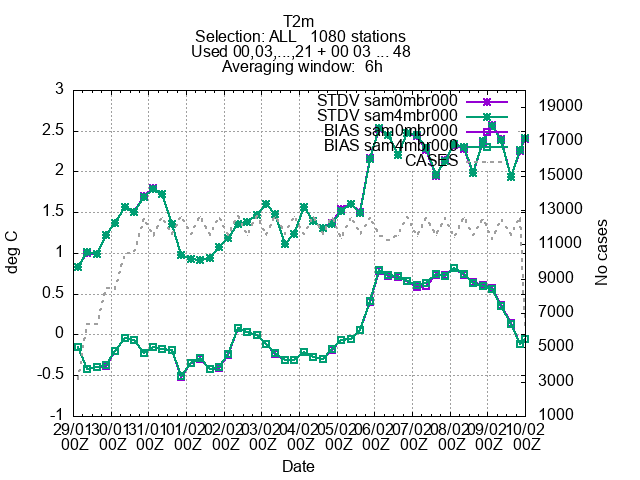 T2m
Selection: ALL   1080 stations
Used 00,03,...,21 + 00 03 ... 48
Averaging window:  6h
STDV sam0mbr000
STDV sam4mbr000
BIAS sam0mbr000
BIAS sam4mbr000
CASES
3
2.5
2
1.5
1
0.5
0
-0.5
-1
deg C
19000
17000
15000
13000
11000
9000
7000
5000
3000
1000
No cases
29/01 30/01 31/01 01/02 02/02 03/02 04/02 05/02 06/02 07/02 08/02 09/02 10/02
00Z 00Z 00Z 00Z 00Z 00Z 00Z 00Z 00Z 00Z 00Z 00Z 00Z
Date